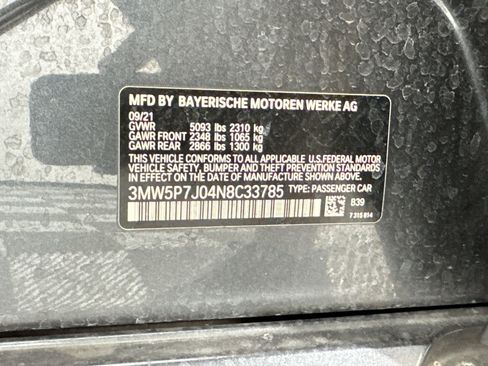 MFD BY BAYERISCHE MOTOREN WERKE AG
09/21
GVWR 5093 lbs 2310 kg
GAWR FRONT 2348 lbs 1065 kg
GAWR REAR 2866 lbs 1300 kg
THIS VEHICLE CONFORMS TO ALL APPLICABLE U.S.FEDERAL MOTOR
VEHICLE SAFETY, BUMPER AND THEFT PREVENTION
STANDARDS IN EFFECT ON THE DATE OF MANUFACTURE SHOWN ABOVE.
3MW5P7J04N8C33785 TYPE: PASSENGER CAR
B39
7 315 814